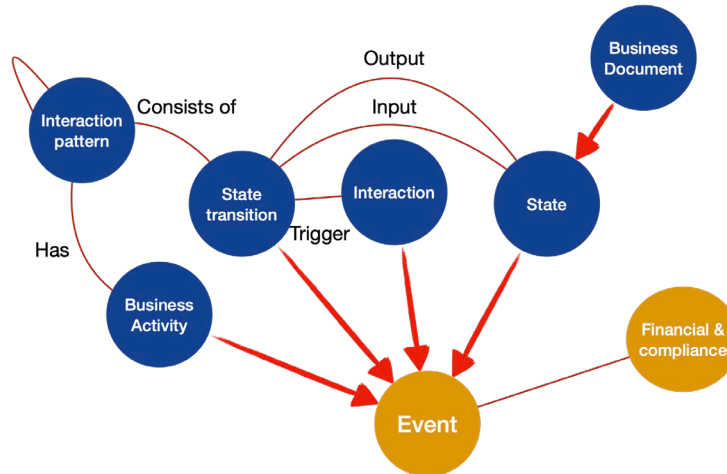 Output
Business
Document
Input
Consists of
Interaction
pattern
State
transition
Interaction
State
Trigger
Has
Business
Activity
Financial &
compliance
Event